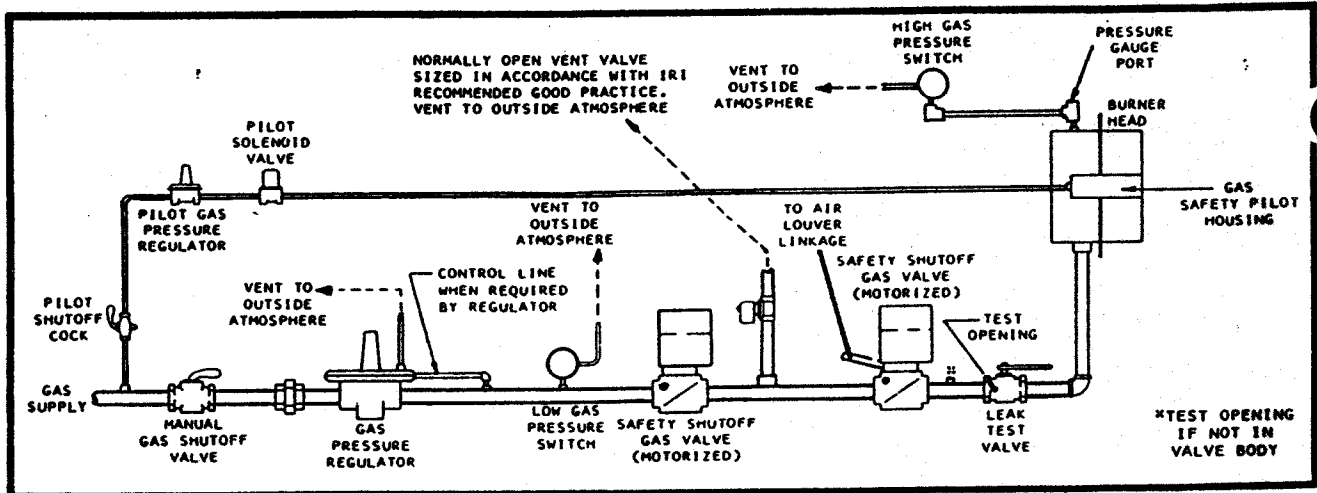 HIGH GAS
PRESSURE
SWITCH
PRESSURE
GAUGE
PORT
NORMALLY OPEN VENT VALVE
SIZED IN ACCORDANCE WITH IRI
RECOMMENDED GOOD PRACTICE.
VENT TO OUTSIDE ATMOSPHERE
VENT TO
OUTSIDE
ATMOSPHERE
BURNER
HEAD
PILOT
SOLENOID
VALVE
PILOT GAS
PRESSURE
REGULATOR
GAS
SAFETY PILOT
HOUSING
VENT TO
OUTSIDE
ATMOSPHERE
TO AIR
LOUVER
LINKAGE
SAFETY SHUTOFF
GAS VALVE
(MOTORIZED)
CONTROL LINE
WHEN REQUIRED
BY REGULATOR
VENT TO
OUTSIDE
ATMOSPHERE
PILOT
SHUTOFF
COCK
TEST
OPENING
GAS
SUPPLY
MANUAL
GAS SHUTOFF
VALVE
GAS
PRESSURE
REGULATOR
LOW GAS
PRESSURE
SWITCH
SAFETY SHUTOFF
GAS VALVE
(MOTORIZED)
LEAK
TEST
VALVE
*TEST OPENING
IF NOT IN
VALVE BODY